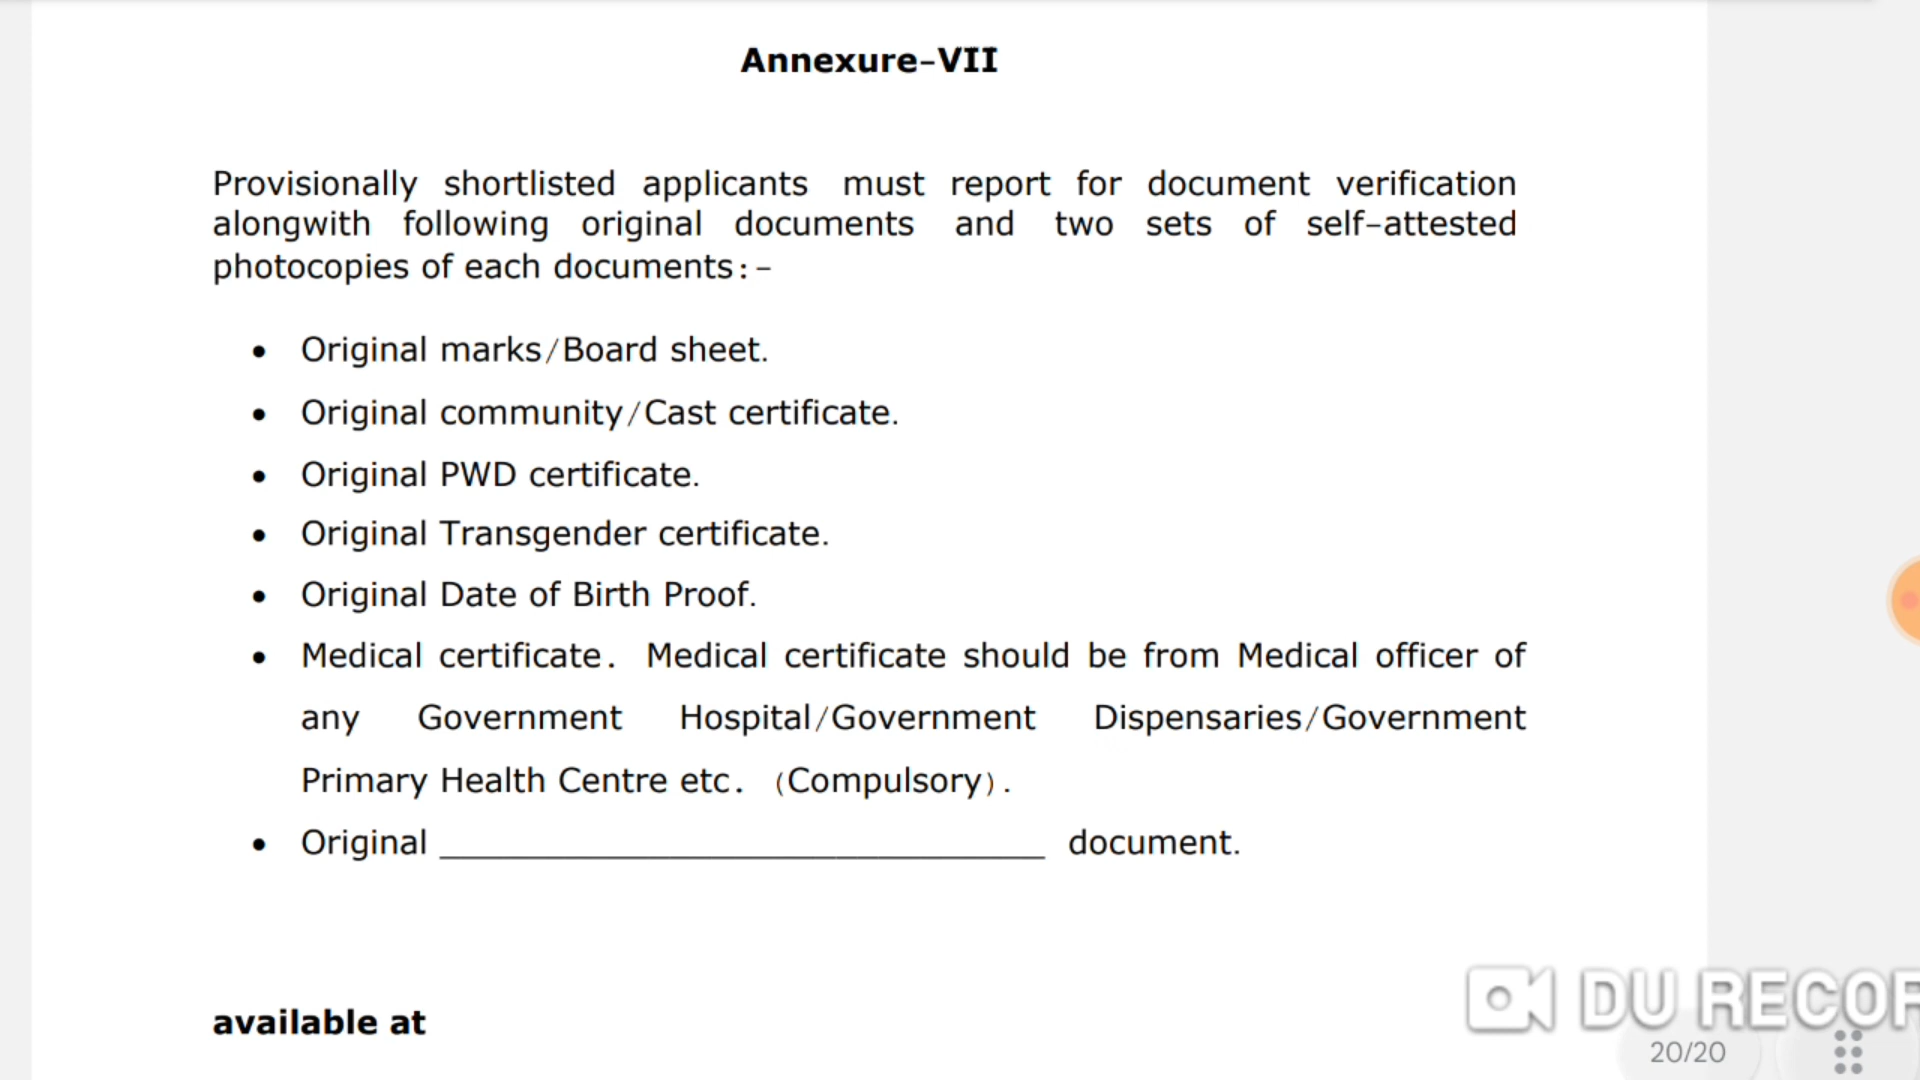 Annexure-VII
Provisionally shortlisted applicants must report for document verification
alongwith following original documents and two sets of self-attested
photocopies of each documents:-
• Original marks/Board sheet.
• Original community/Cast certificate.
• Original PWD certificate.
• Original Transgender certificate.
• Original Date of Birth Proof.
• Medical certificate. Medical certificate should be from Medical officer of
any Government Hospital/Government Dispensaries/Government
Primary Health Centre etc. (Compulsory).
• Original ____________________________ document.
available at
DU RECOR
20/20